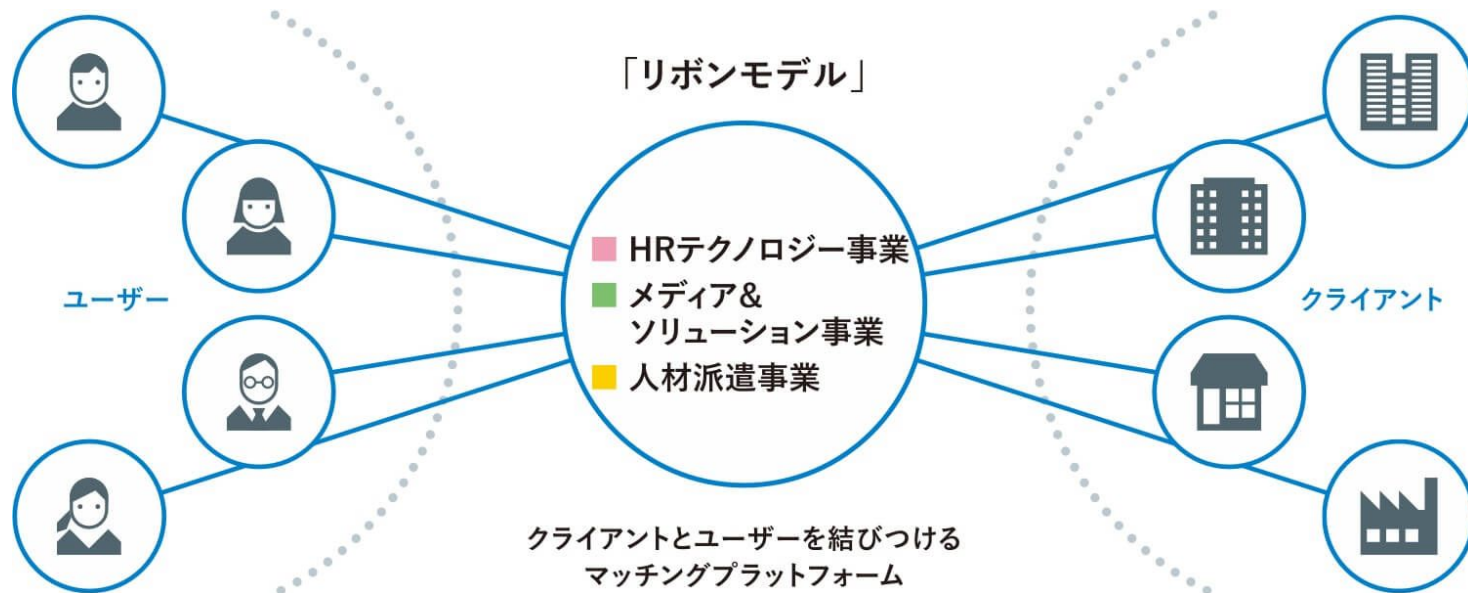 「リボンモデル」
ユーザー
HRテクノロジー事業
メディア&
ソリューション事業
人材派遣事業
クライアント
クライアントとユーザーを結びつける
マッチングプラットフォーム